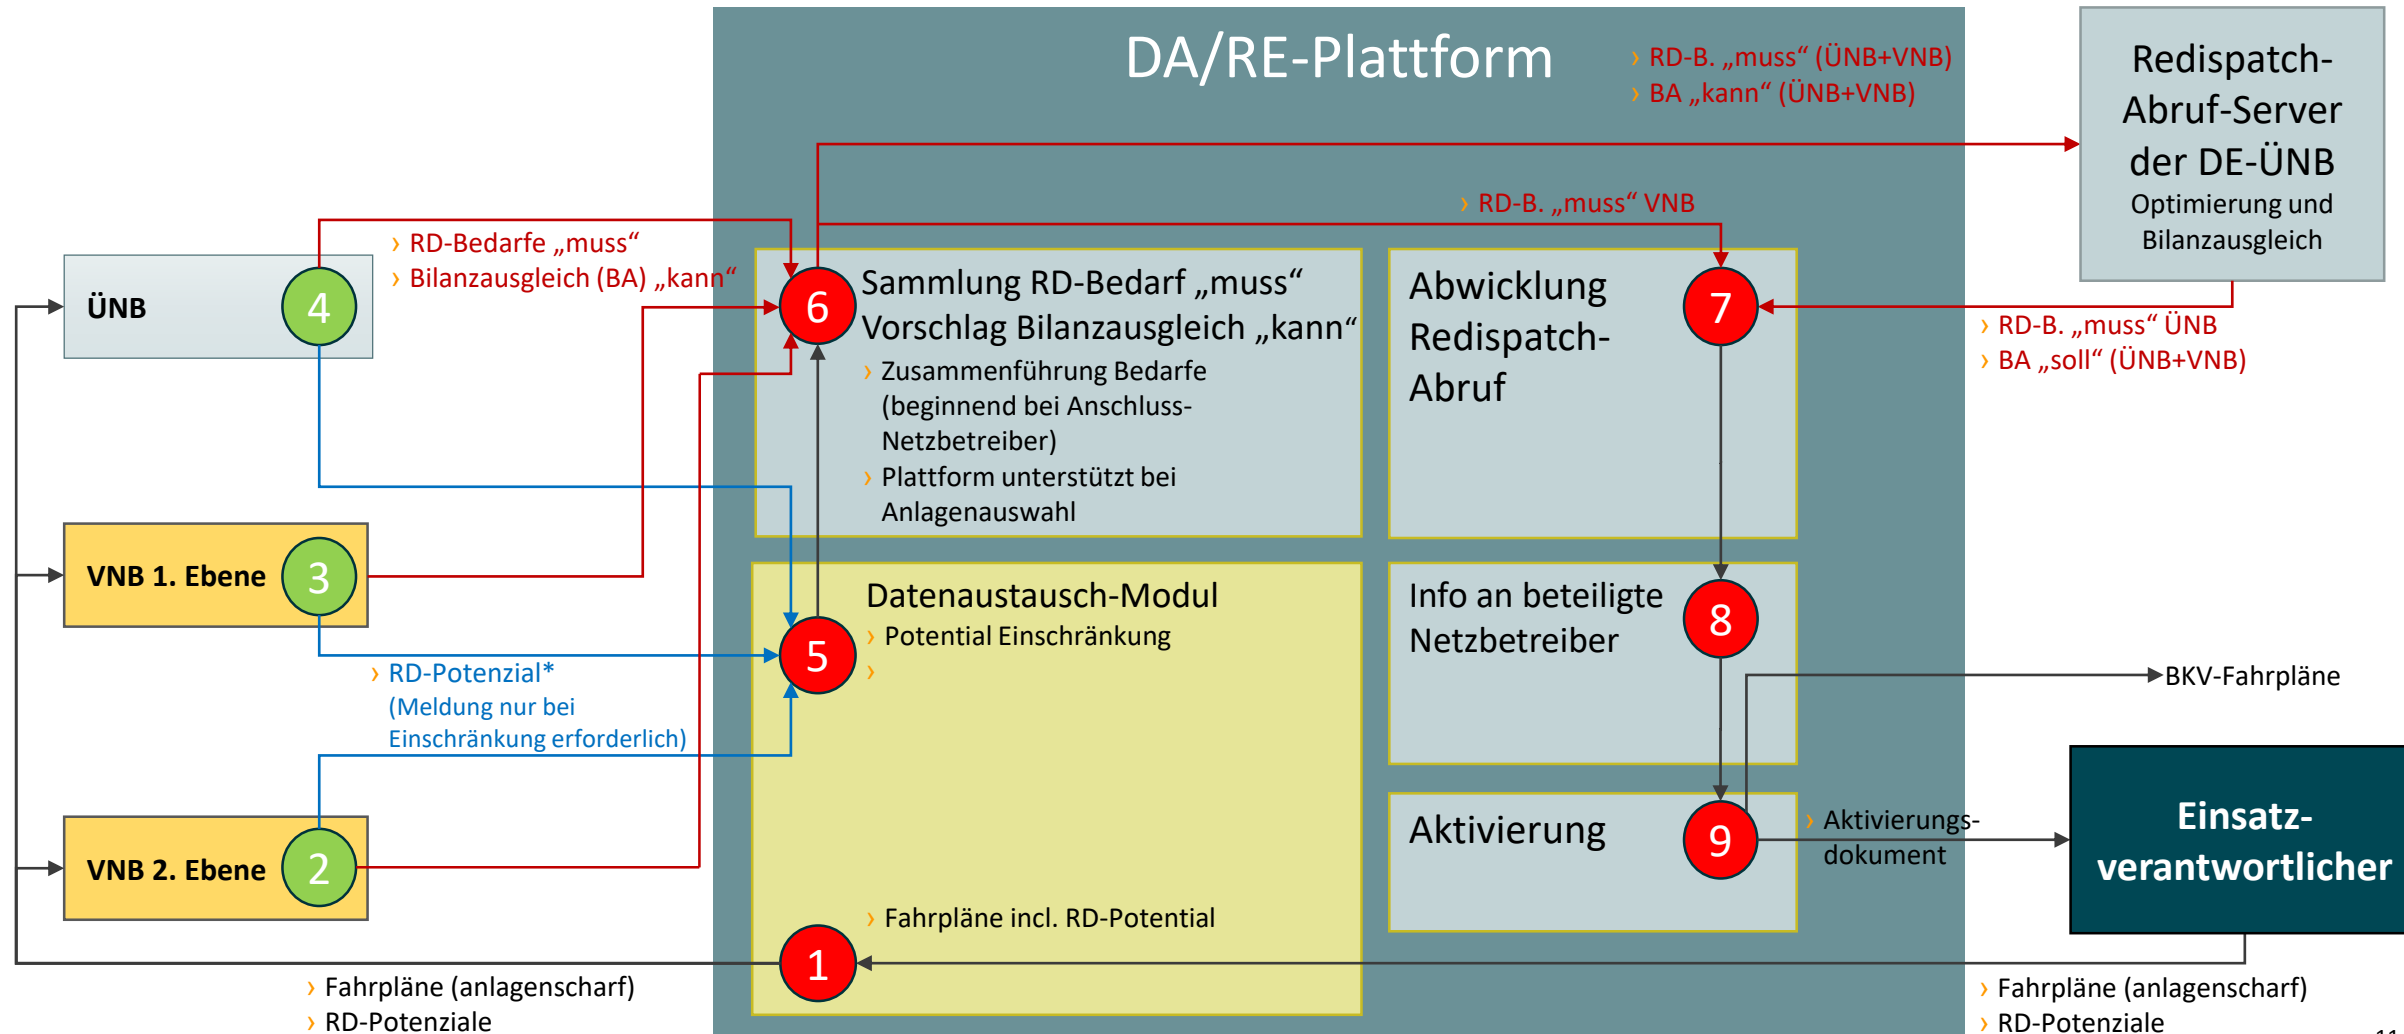 DA/RE-Plattform
› RD-B. „muss“ (ÜNB+VNB)
› BA „kann“ (ÜNB+VNB)
Redispatch-
Abruf-Server
der DE-ÜNB
Optimierung und
Bilanzausgleich
› RD-B. „muss“ VNB
› RD-Bedarfe „muss“
› Bilanzausgleich (BA) „kann“
ÜNB
4
6
Sammlung RD-Bedarf „muss“
Vorschlag Bilanzausgleich „kann“
› Zusammenführung Bedarfe
(beginnend bei Anschluss-
Netzbetreiber)
› Plattform unterstützt bei
Anlagenauswahl
Abwicklung
Redispatch-
Abruf
7
› RD-B. „muss“ ÜNB
› BA „soll“ (ÜNB+VNB)
VNB 1. Ebene
3
› RD-Potenzial*
(Meldung nur bei
Einschränkung erforderlich)
5
Datenaustausch-Modul
› Potential Einschränkung
›
Info an beteiligte
Netzbetreiber
8
BKV-Fahrpläne
VNB 2. Ebene
2
Aktivierung
9
› Aktivierungs-
dokument
Einsatz-
verantwortlicher
› Fahrpläne incl. RD-Potential
1
› Fahrpläne (anlagenscharf)
› RD-Potenziale
› Fahrpläne (anlagenscharf)
› RD-Potenziale